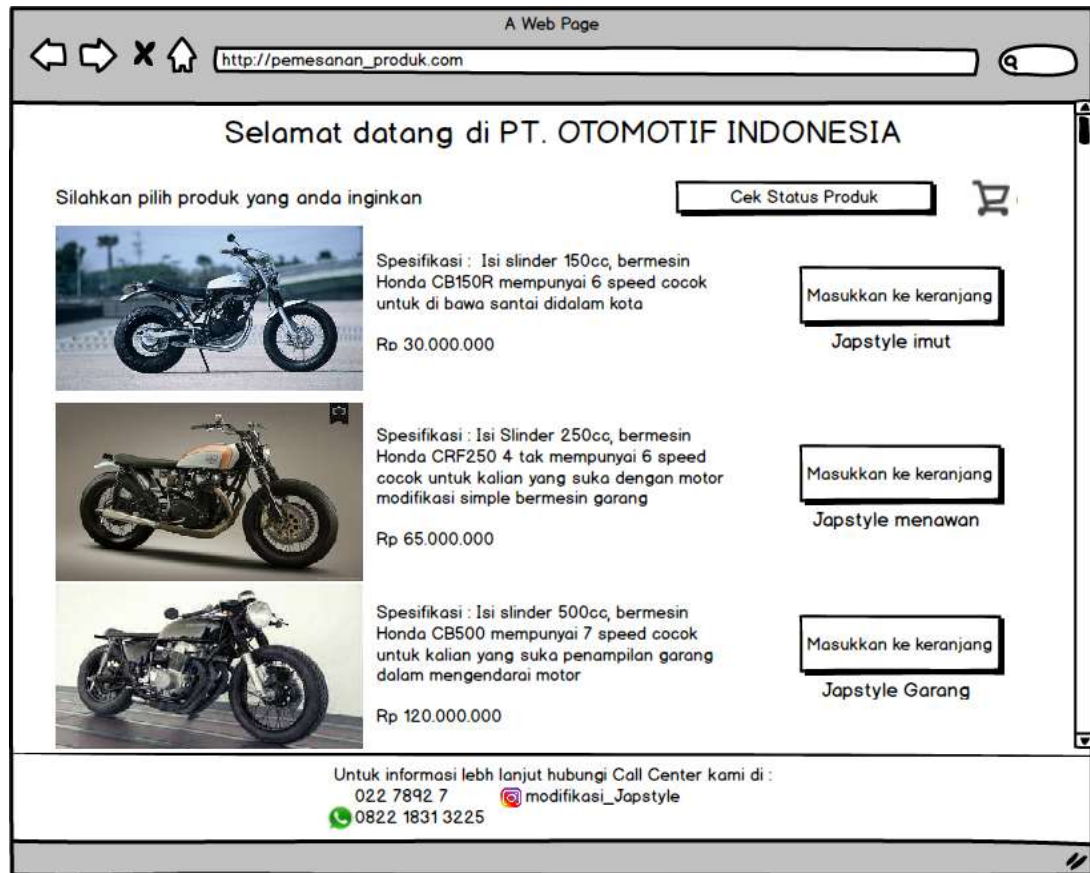 A Web Page
http://pemesanan_produk.com
Selamat datang di PT. OTOMOTIF INDONESIA
Silahkan pilih produk yang anda inginkan
Cek Status Produk
Spesifikasi : Isi slinder 150cc, bermesin
Honda CB150R mempunyai 6 speed cocok
untuk di bawa santai didalam kota
Rp 30.000.000
Masukkan ke keranjang
Japstyle imut
Spesifikasi : Isi Slinder 250cc, bermesin
Honda CRF250 4 tak mempunyai 6 speed
cocok untuk kalian yang suka dengan motor
modifikasi simple bermesin garang
Rp 65.000.000
Masukkan ke keranjang
Japstyle menawan
Spesifikasi : Isi slinder 500cc, bermesin
Honda CB500 mempunyai 7 speed cocok
untuk kalian yang suka penampilan garang
dalam mengendarai motor
Rp 120.000.000
Masukkan ke keranjang
Japstyle Garang
Untuk informasi lebh lanjut hubungi Call Center kami di :
022 7892 7
modifikasi_Japstyle
0822 1831 3225